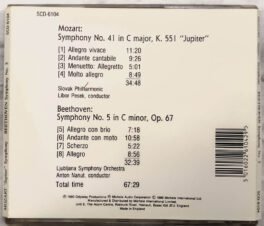 SCD-6104
Mozart:
Symphony No. 41 in C major, K. 551 "Jupiter"
[1] Allegro vivace 11:20
[2] Andante cantabile 9:26
[3] Menuetto: Allegretto 5:01
[4] Molto allegro 8:49
34:48
Slovak Philharmonic
Libor Pesek, conductor
Beethoven:
Symphony No. 5 in C minor, Op. 67
[5] Allegro con brio 7:18
[6] Andante con moto 10:58
[7] Scherzo 5:22
[8] Allegro 8:56
32:39
Ljubljana Symphony Orchestra
Anton Nanut, conductor
Total time 67:29